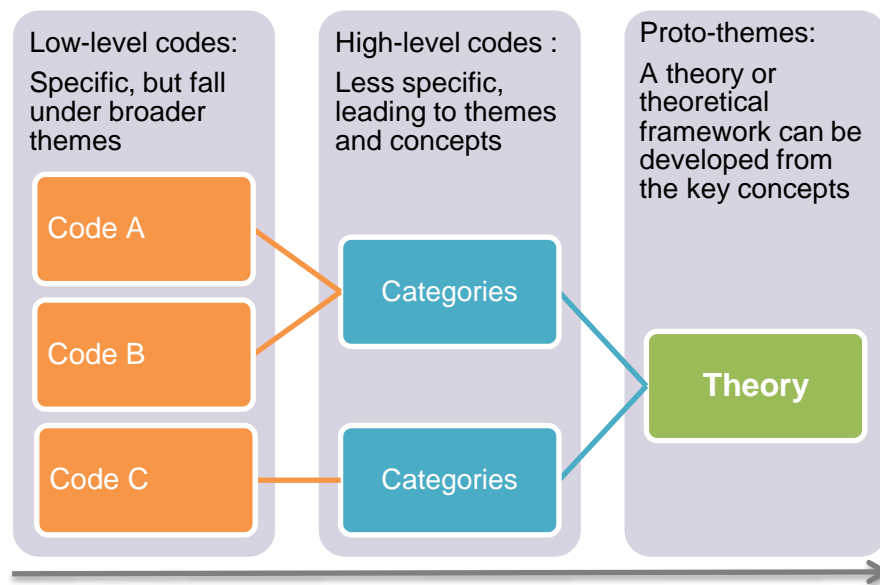 Low-level codes:
Specific, but fall
under broader
themes
Code A
Code B
Code C
High-level codes :
Less specific,
leading to themes
and concepts
Categories
Categories
Proto-themes:
A theory or
theoretical
framework can be
developed from
the key concepts
Theory